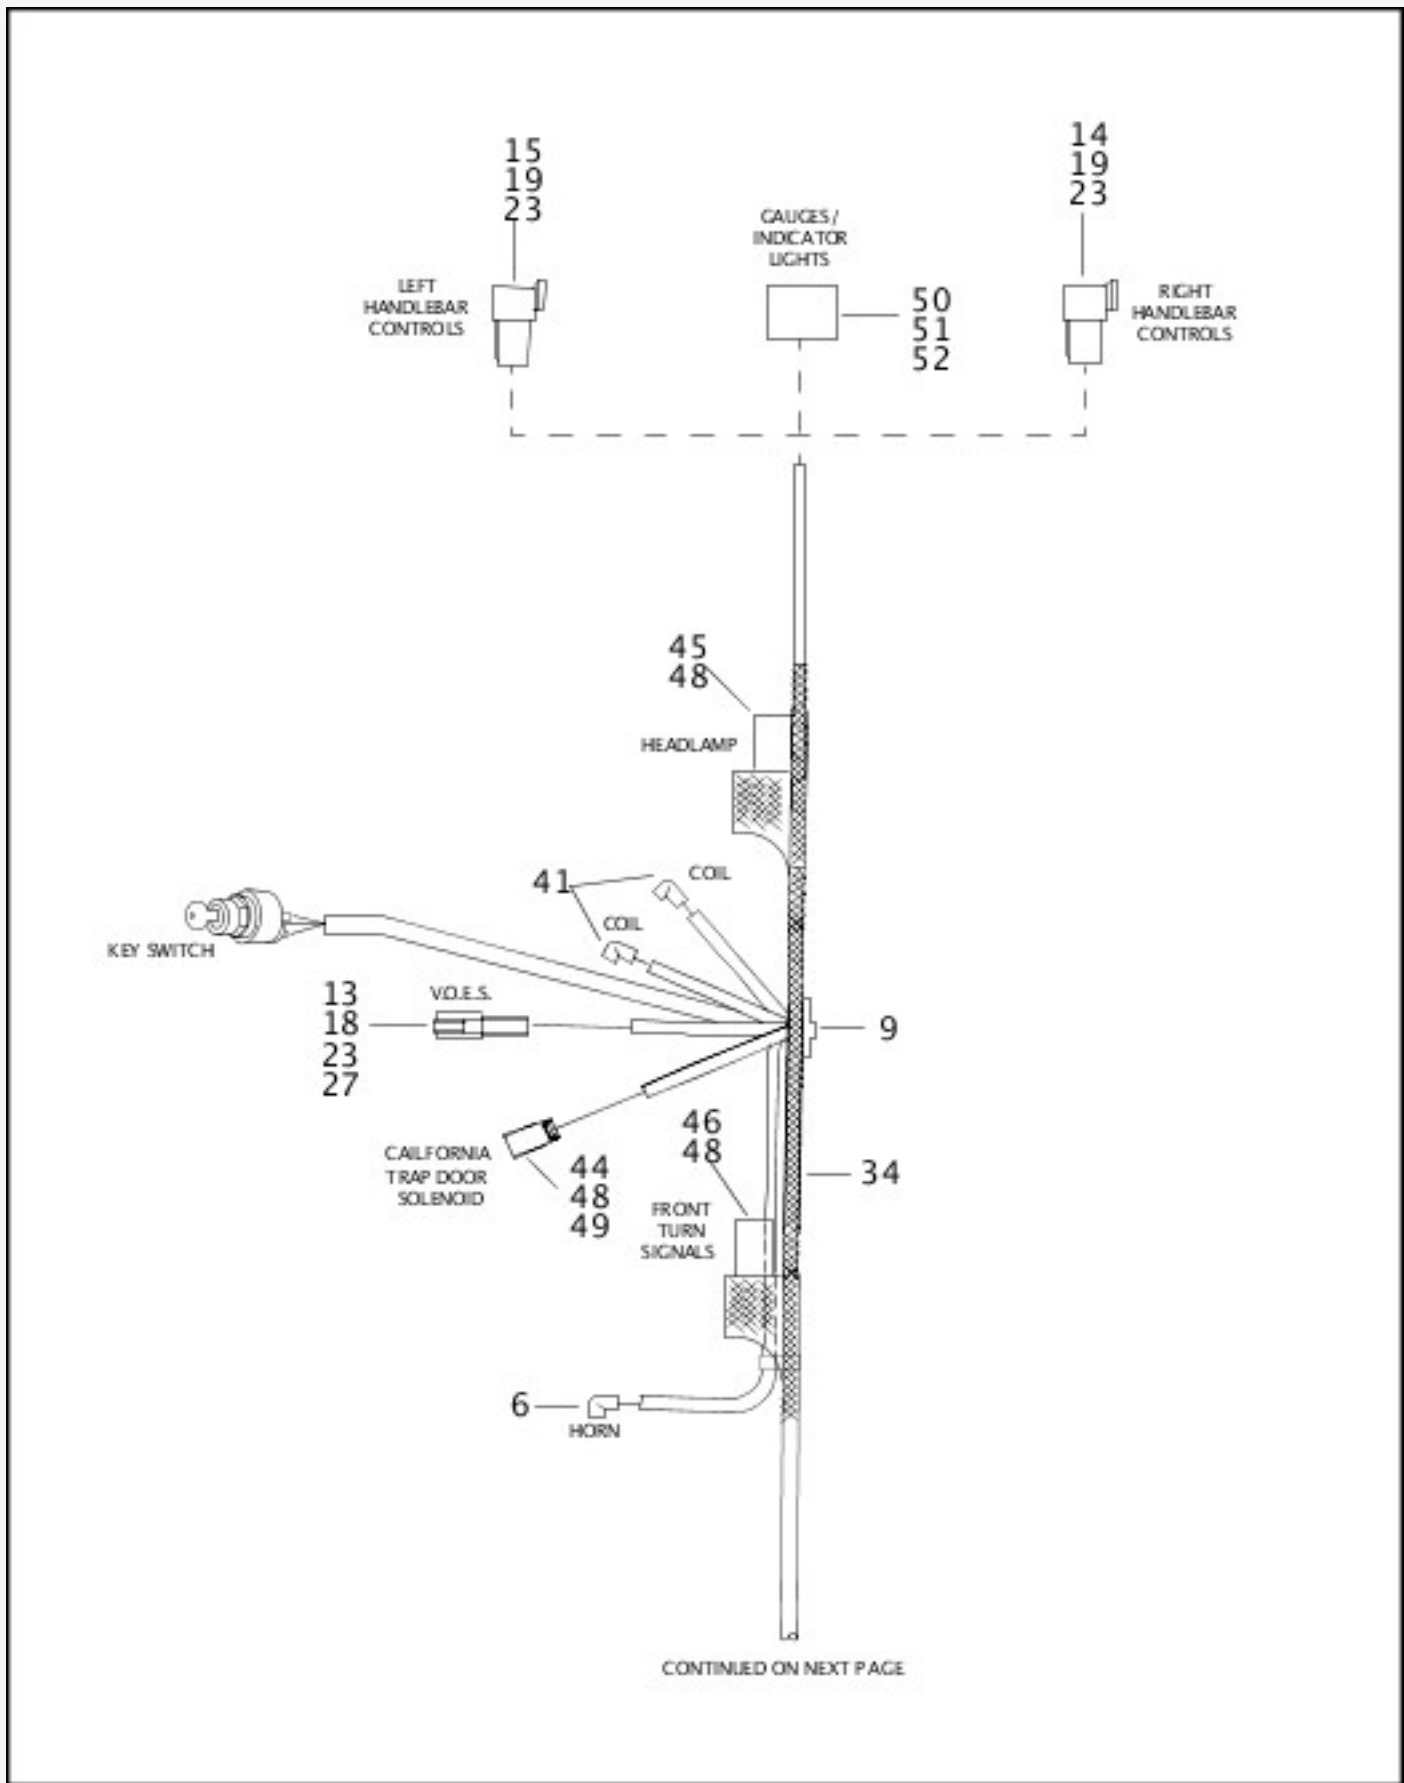 15
19
23
14
19
23
GAUGES/
INDICATOR
LIGHTS
LEFT
HANDLEBAR
CONTROLS
50
51
52
RIGHT
HANDLEBAR
CONTROLS
45
48
HEADLAMP
41
COIL
COIL
KEY SWITCH
13
18
23
27
V.O.E.S.
9
CAILFORNIA
TRAP DOOR
SOLENOID
44
48
49
46
48
34
FRONT
TURN
SIGNALS
6
HORN
CONTINUED ON NEXT PAGE